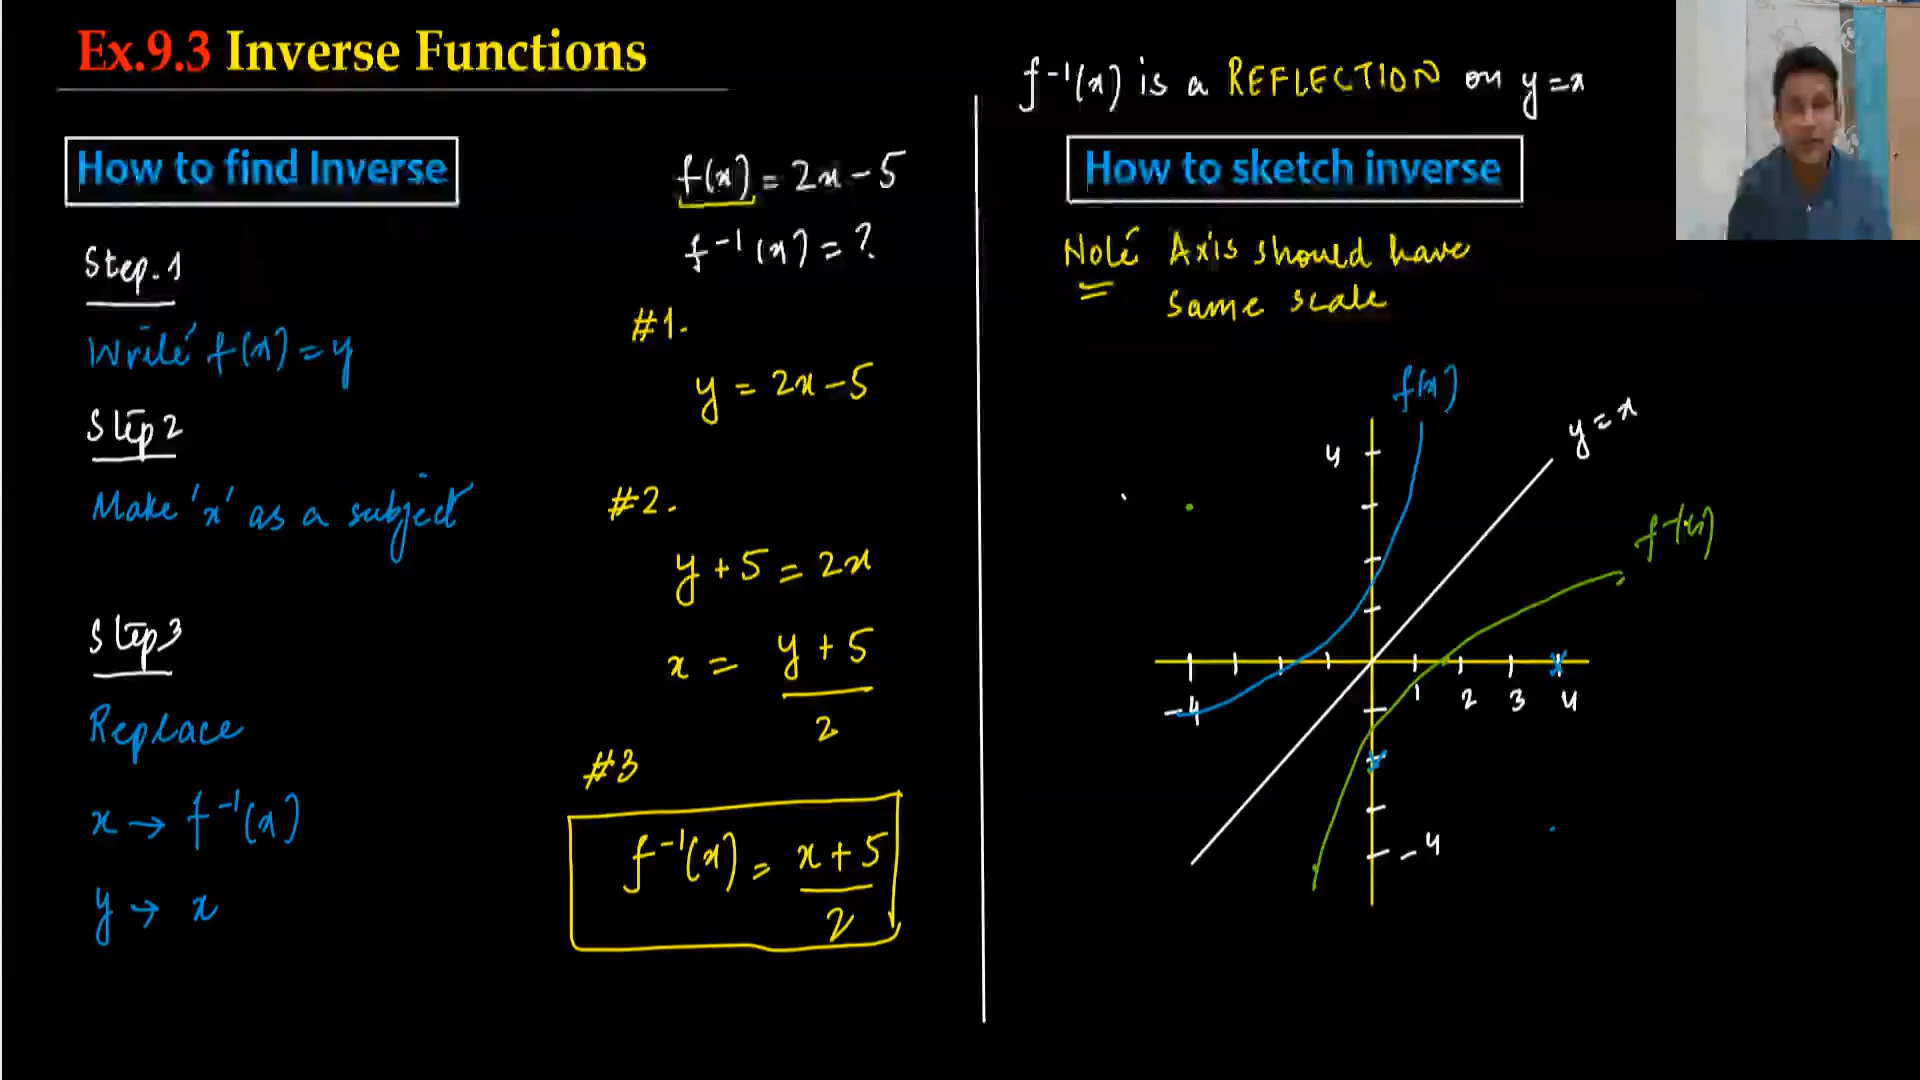 Ex.9.3 Inverse Functions
How to find Inverse
Step.1
Write f(x) = y
Step 2
Make 'x' as a subject
Step 3
Replace
x → f⁻¹(x)
y → x
f(x) = 2x - 5
f⁻¹(x) = ?
#1.
y = 2x - 5
#2.
y + 5 = 2x
x = y + 5
2
#3
f⁻¹(x) = x + 5
2
f⁻¹(x) is a REFLECTION on y = x
How to sketch inverse
Note Axis should have
same scale
f(x)
y = x
4
f⁻¹(x)
-4 1 2 3 4
-4